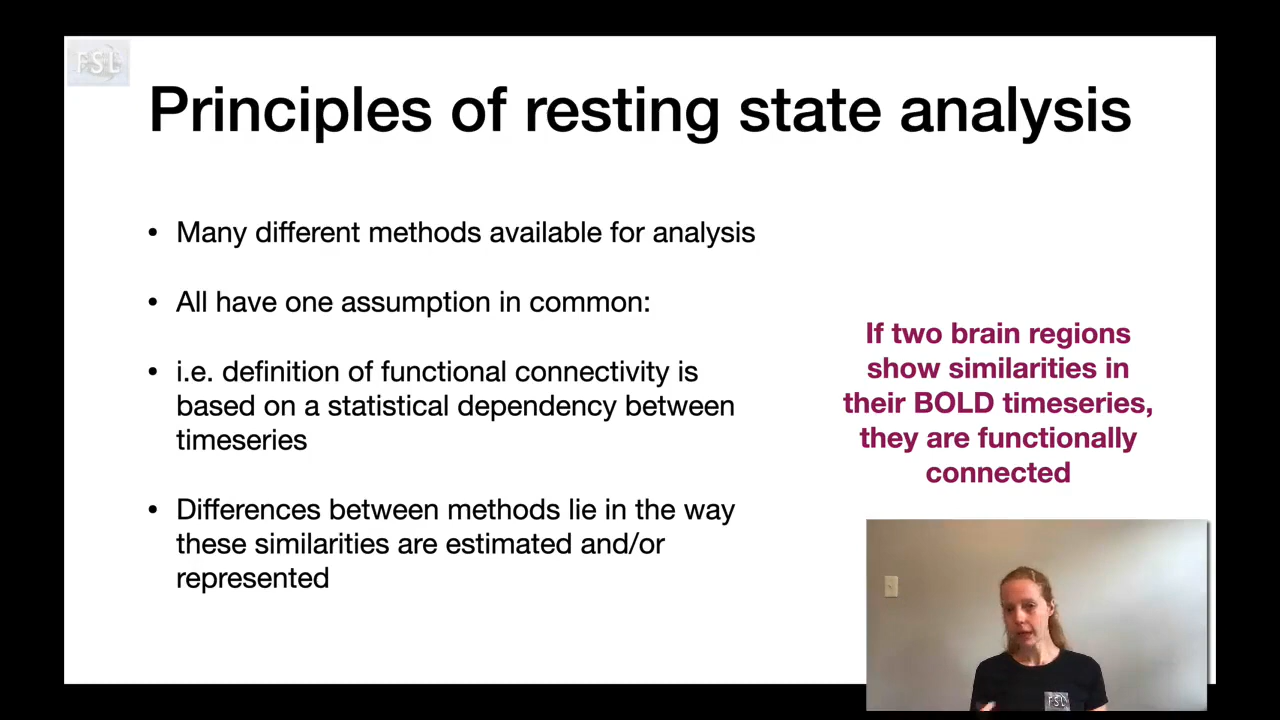 FSL
Principles of resting state analysis
• Many different methods available for analysis
• All have one assumption in common:
• i.e. definition of functional connectivity is
based on a statistical dependency between
timeseries
• Differences between methods lie in the way
these similarities are estimated and/or
represented
If two brain regions
show similarities in
their BOLD timeseries,
they are functionally
connected
FSL